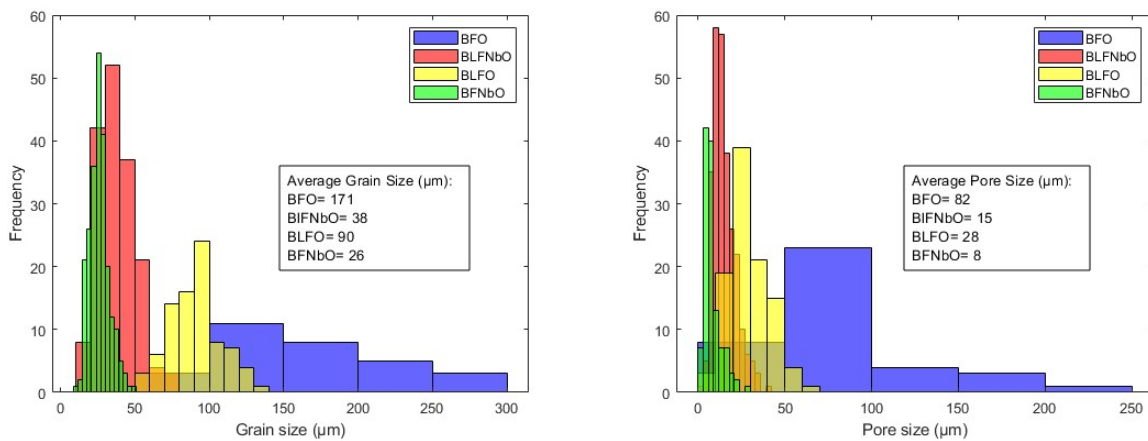 60
50
40
30
20
10
0
Frequency
0
50
100
150
200
250
300
Grain size (µm)
BFO
BLFNbO
BLFO
BFNbO
Average Grain Size (µm):
BFO= 171
BIFNbO= 38
BLFO= 90
BFNbO= 26
60
50
40
30
20
10
0
Frequency
0
50
100
150
200
250
Pore size (µm)
BFO
BLFNbO
BLFO
BFNbO
Average Pore Size (µm):
BFO= 82
BIFNbO= 15
BLFO= 28
BFNbO= 8